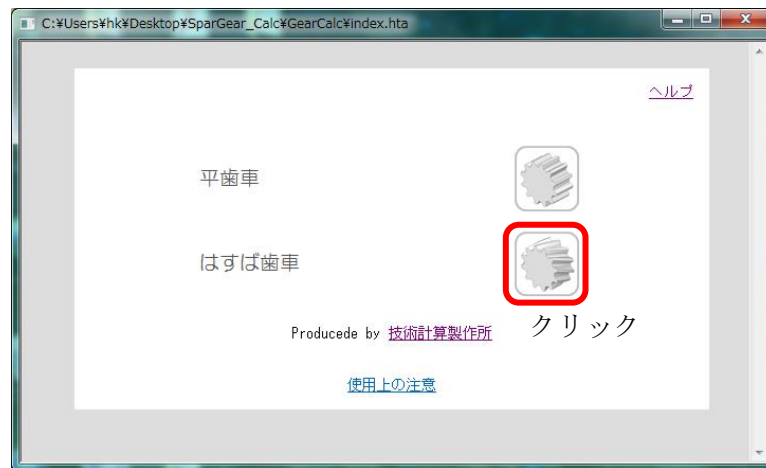 C:¥Users¥hk¥Desktop¥SparGear_Calc¥GearCalc¥index.hta
ヘルプ
平歯車
はすば歯車
クリック
Producede by 技術計算製作所
使用上の注意